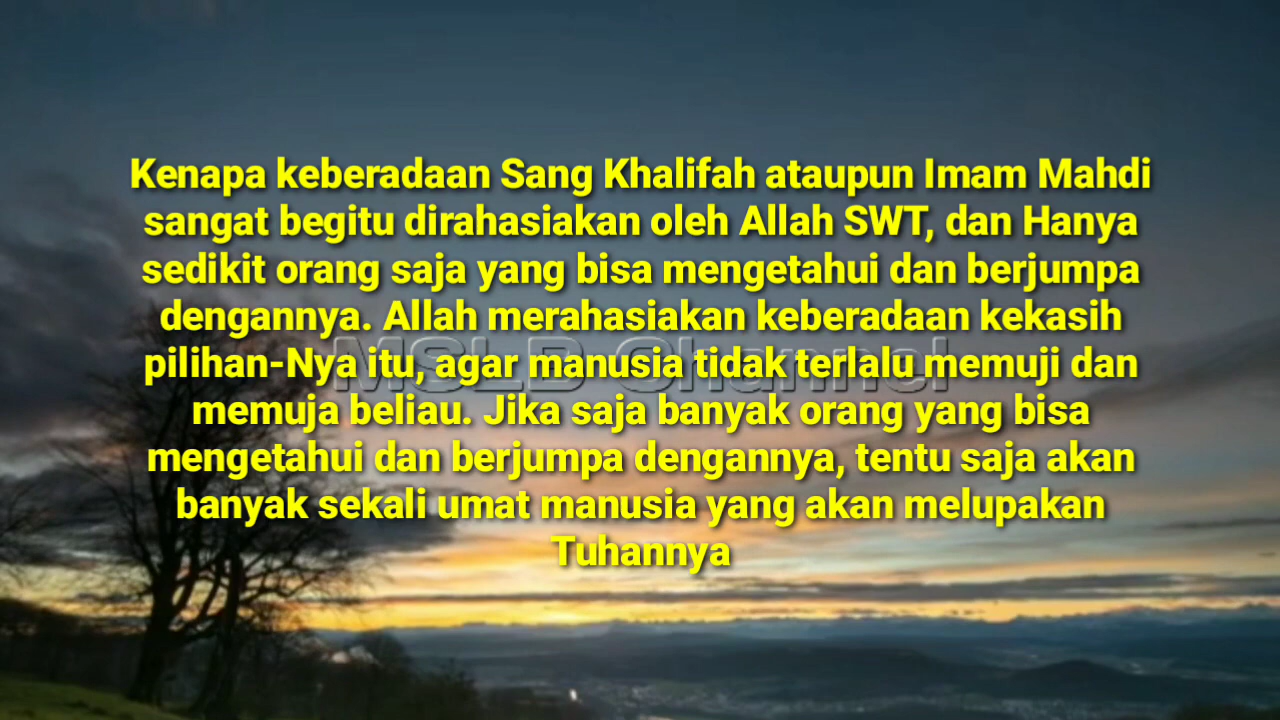 Kenapa keberadaan Sang Khalifah ataupun Imam Mahdi
sangat begitu dirahasiakan oleh Allah SWT, dan Hanya
sedikit orang saja yang bisa mengetahui dan berjumpa
dengannya. Allah merahasiakan keberadaan kekasih
pilihan-Nya itu, agar manusia tidak terlalu memuji dan
MSLB Channel
memuja beliau. Jika saja banyak orang yang bisa
mengetahui dan berjumpa dengannya, tentu saja akan
banyak sekali umat manusia yang akan melupakan
Tuhannya